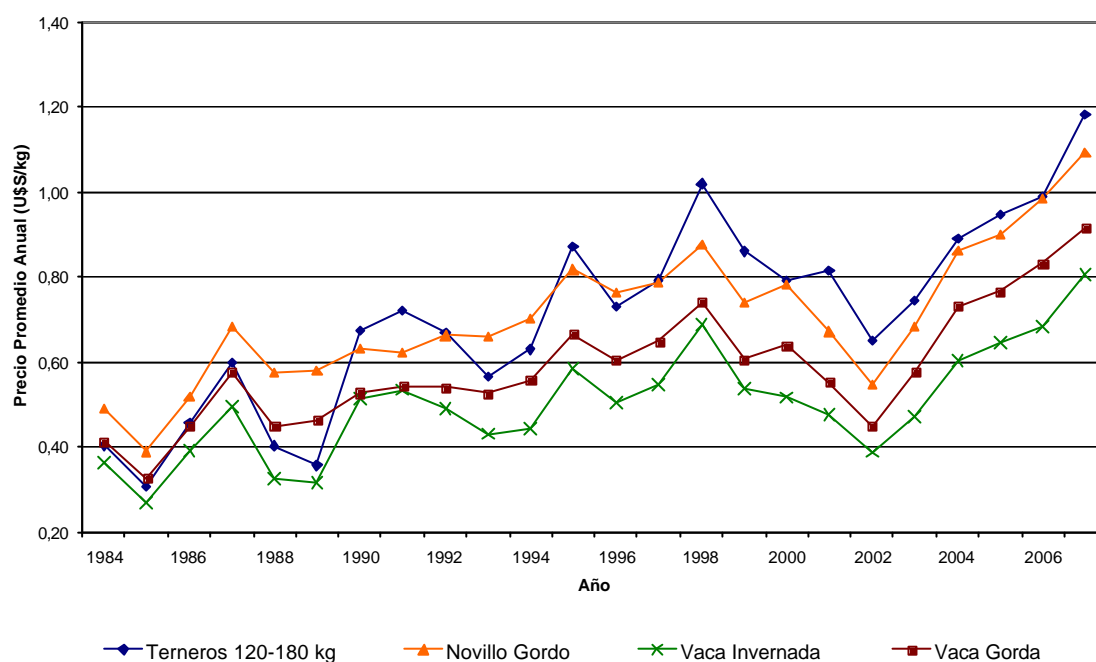 1,40
1,20
1,00
0,80
0,60
0,40
0,20
Precio Promedio Anual (U$S/kg)
1984 1986 1988 1990 1992 1994 1996 1998 2000 2002 2004 2006
Año
Terneros 120-180 kg Novillo Gordo Vaca Invernada Vaca Gorda